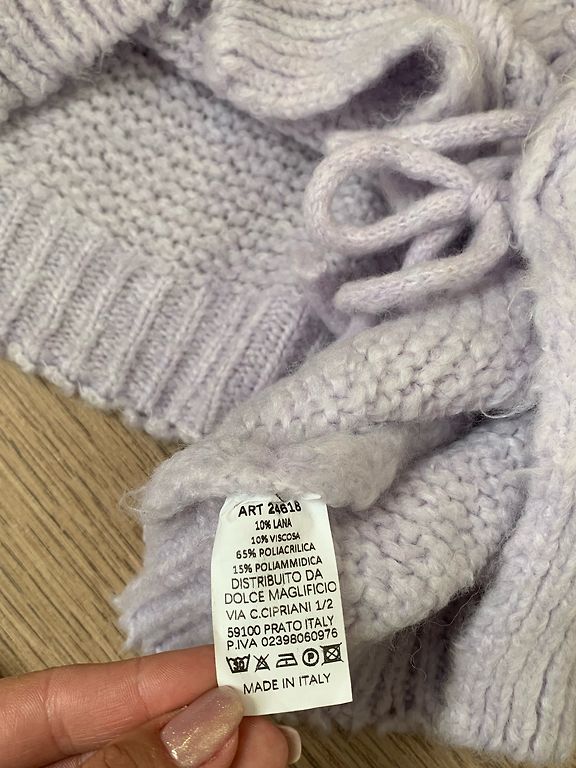 ART 24618
10% LANA
10% VISCOSA
65% POLIACRILICA
15% POLIAMMIDICA
DISTRIBUITO DA
DOLCE MAGLIFICIO
VIA C.CIPRIANI 1/2
59100 PRATO ITALY
P.IVA 02398060976
MADE IN ITALY